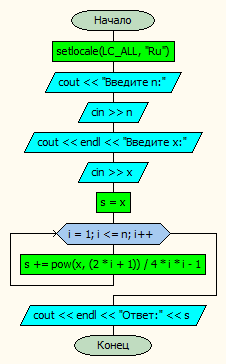 Начало
setlocale(LC_ALL, "Ru")
cout << "Введите n:"
cin >> n
cout << endl << "Введите x:"
cin >> x
s = x
i = 1; i <= n; i++
s += pow(x, (2 * i + 1)) / 4 * i * i - 1
cout << endl << "Ответ:" << s
Конец